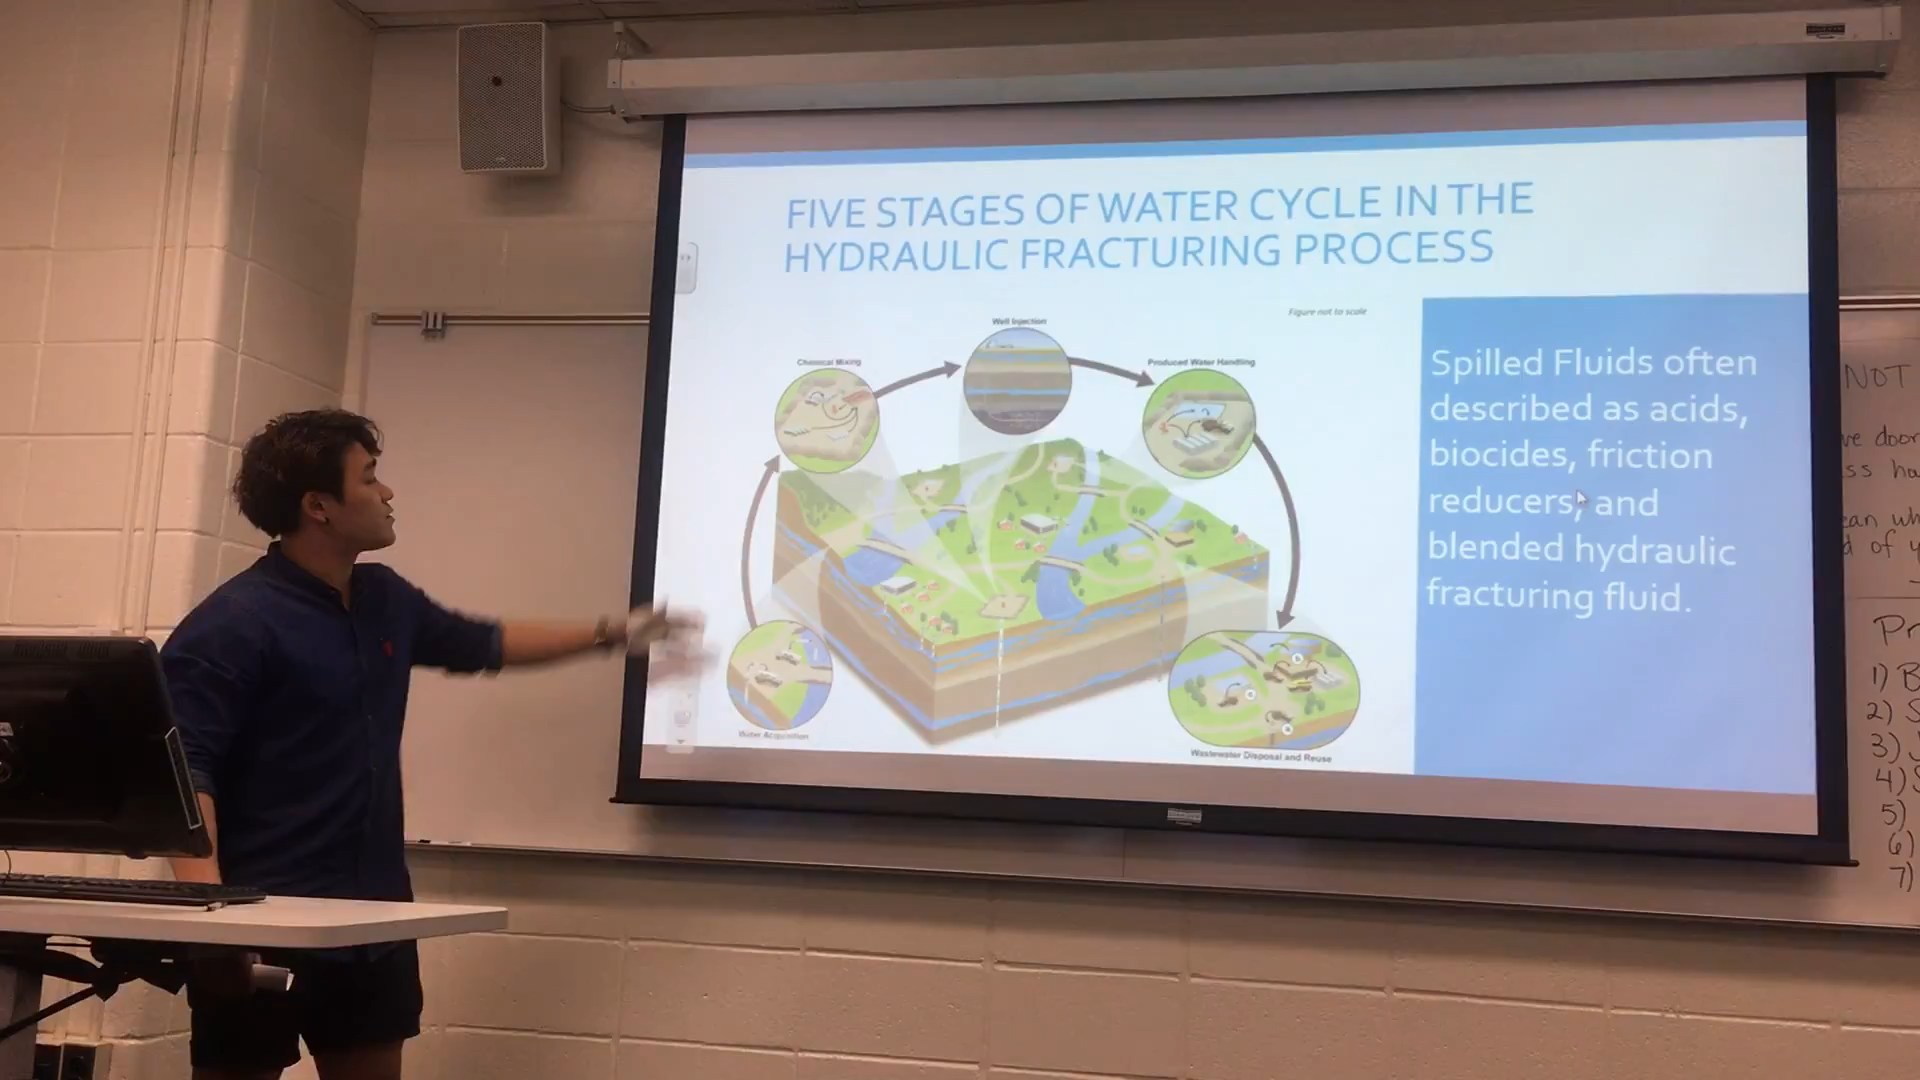 FIVE STAGES OF WATER CYCLE IN THE
HYDRAULIC FRACTURING PROCESS
Figure not to scale
Well Injection
Chemical Mixing
Produced Water Handling
Water Acquisition
Wastewater Disposal and Reuse
Spilled Fluids often
described as acids,
biocides, friction
reducers, and
blended hydraulic
fracturing fluid.
NOT
of
1) B
2) S
3)
4) S
5)
6)
7)